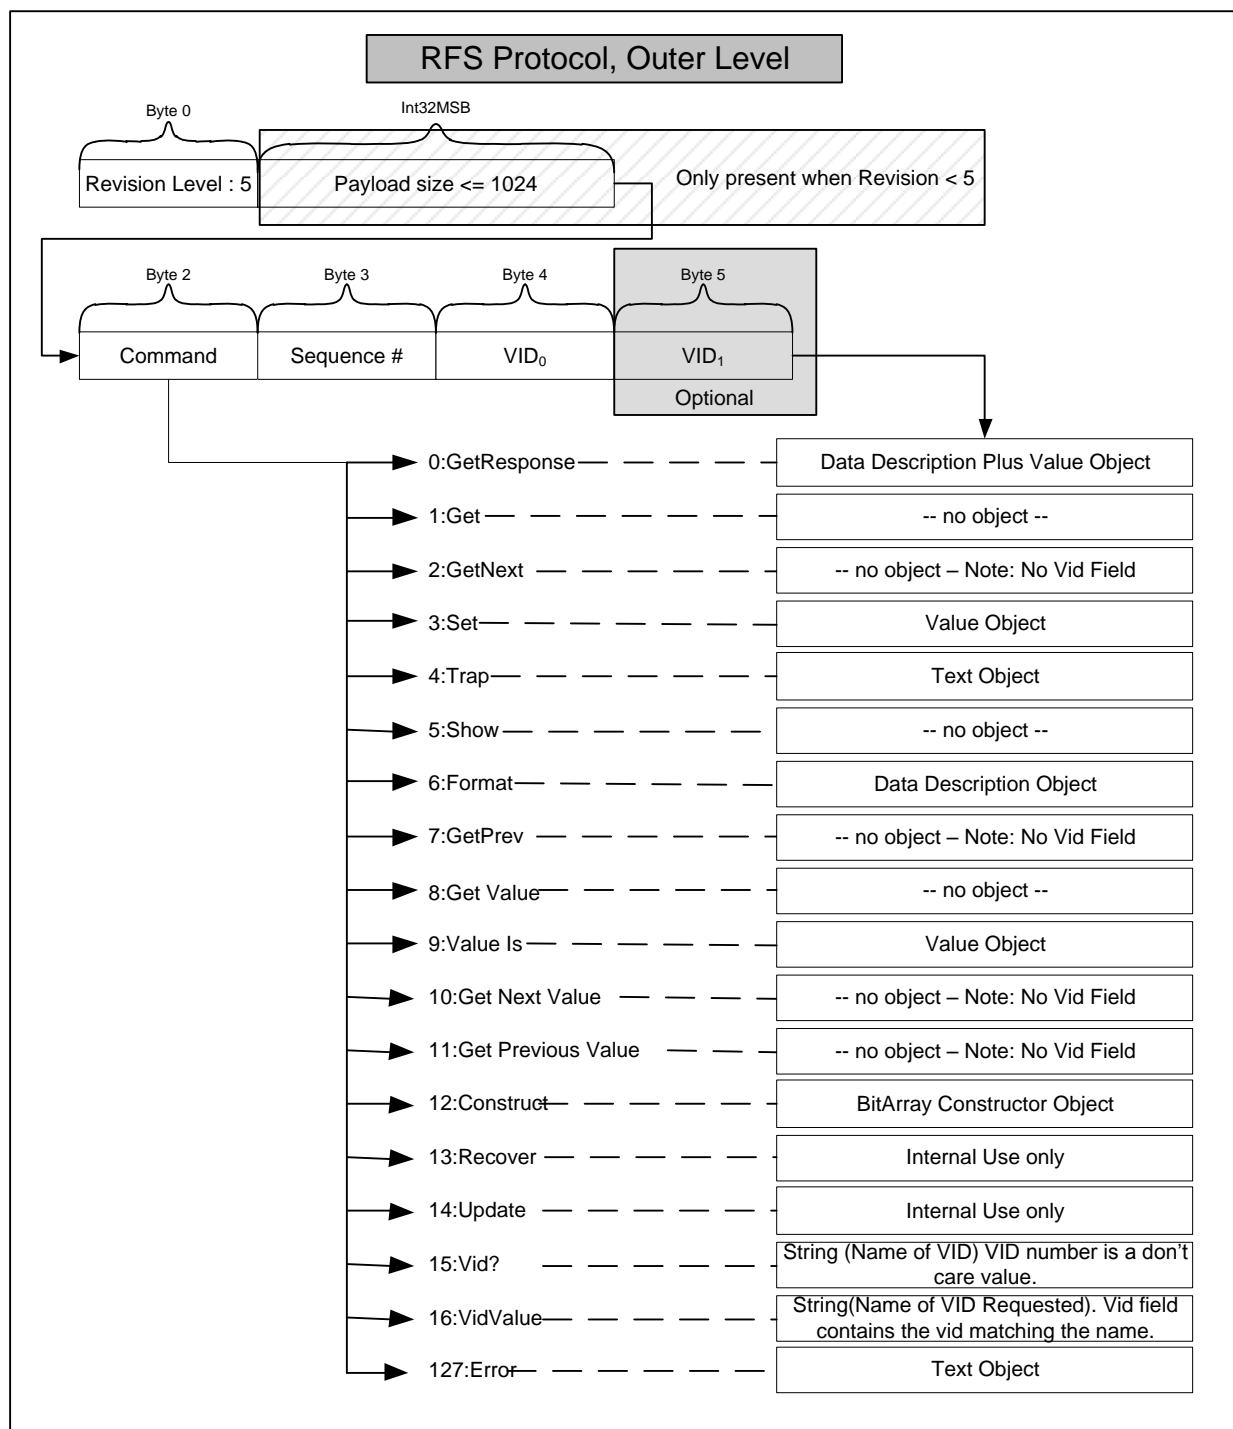 RFS Protocol, Outer Level
Byte 0
Int32MSB
Revision Level : 5
Payload size <= 1024
Only present when Revision < 5
Byte 2
Byte 3
Byte 4
Byte 5
Command
Sequence #
VID₀
VID₁
Optional
0:GetResponse
Data Description Plus Value Object
1:Get
-- no object --
2:GetNext
-- no object – Note: No Vid Field
3:Set
Value Object
4:Trap
Text Object
5:Show
-- no object --
6:Format
Data Description Object
7:GetPrev
-- no object – Note: No Vid Field
8:Get Value
-- no object --
9:Value Is
Value Object
10:Get Next Value
-- no object – Note: No Vid Field
11:Get Previous Value
-- no object – Note: No Vid Field
12:Construct
BitArray Constructor Object
13:Recover
Internal Use only
14:Update
Internal Use only
15:Vid?
String (Name of VID) VID number is a don't
care value.
16:VidValue
String(Name of VID Requested). Vid field
contains the vid matching the name.
127:Error
Text Object